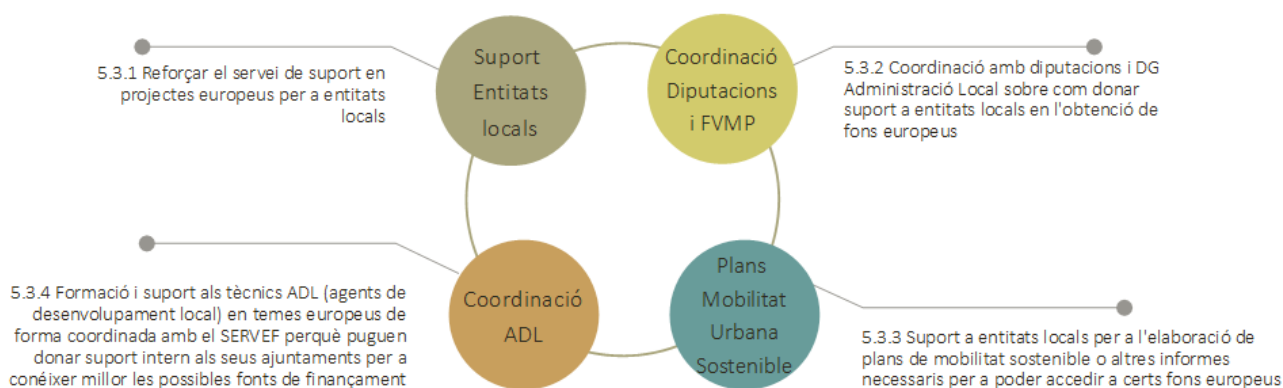 Suport
Entitats
locals
Coordinació
Diputacions
i FVMP
5.3.1 Reforçar el servei de suport en
projectes europeus per a entitats
locals
5.3.2 Coordinació amb diputacions i DG
Administració Local sobre com donar
suport a entitats locals en l'obtenció de
fons europeus
Coordinació
ADL
Plans
Mobilitat
Urbana
Sostenible
5.3.4 Formació i suport als tècnics ADL (agents de
desenvolupament local) en temes europeus de
forma coordinada amb el SERVEF perquè puguen
donar suport intern als seus ajuntaments per a
conéixer millor les possibles fonts de finançament
5.3.3 Suport a entitats locals per a l'elaboració de
plans de mobilitat sostenible o altres informes
necessaris per a poder accedir a certs fons europeus